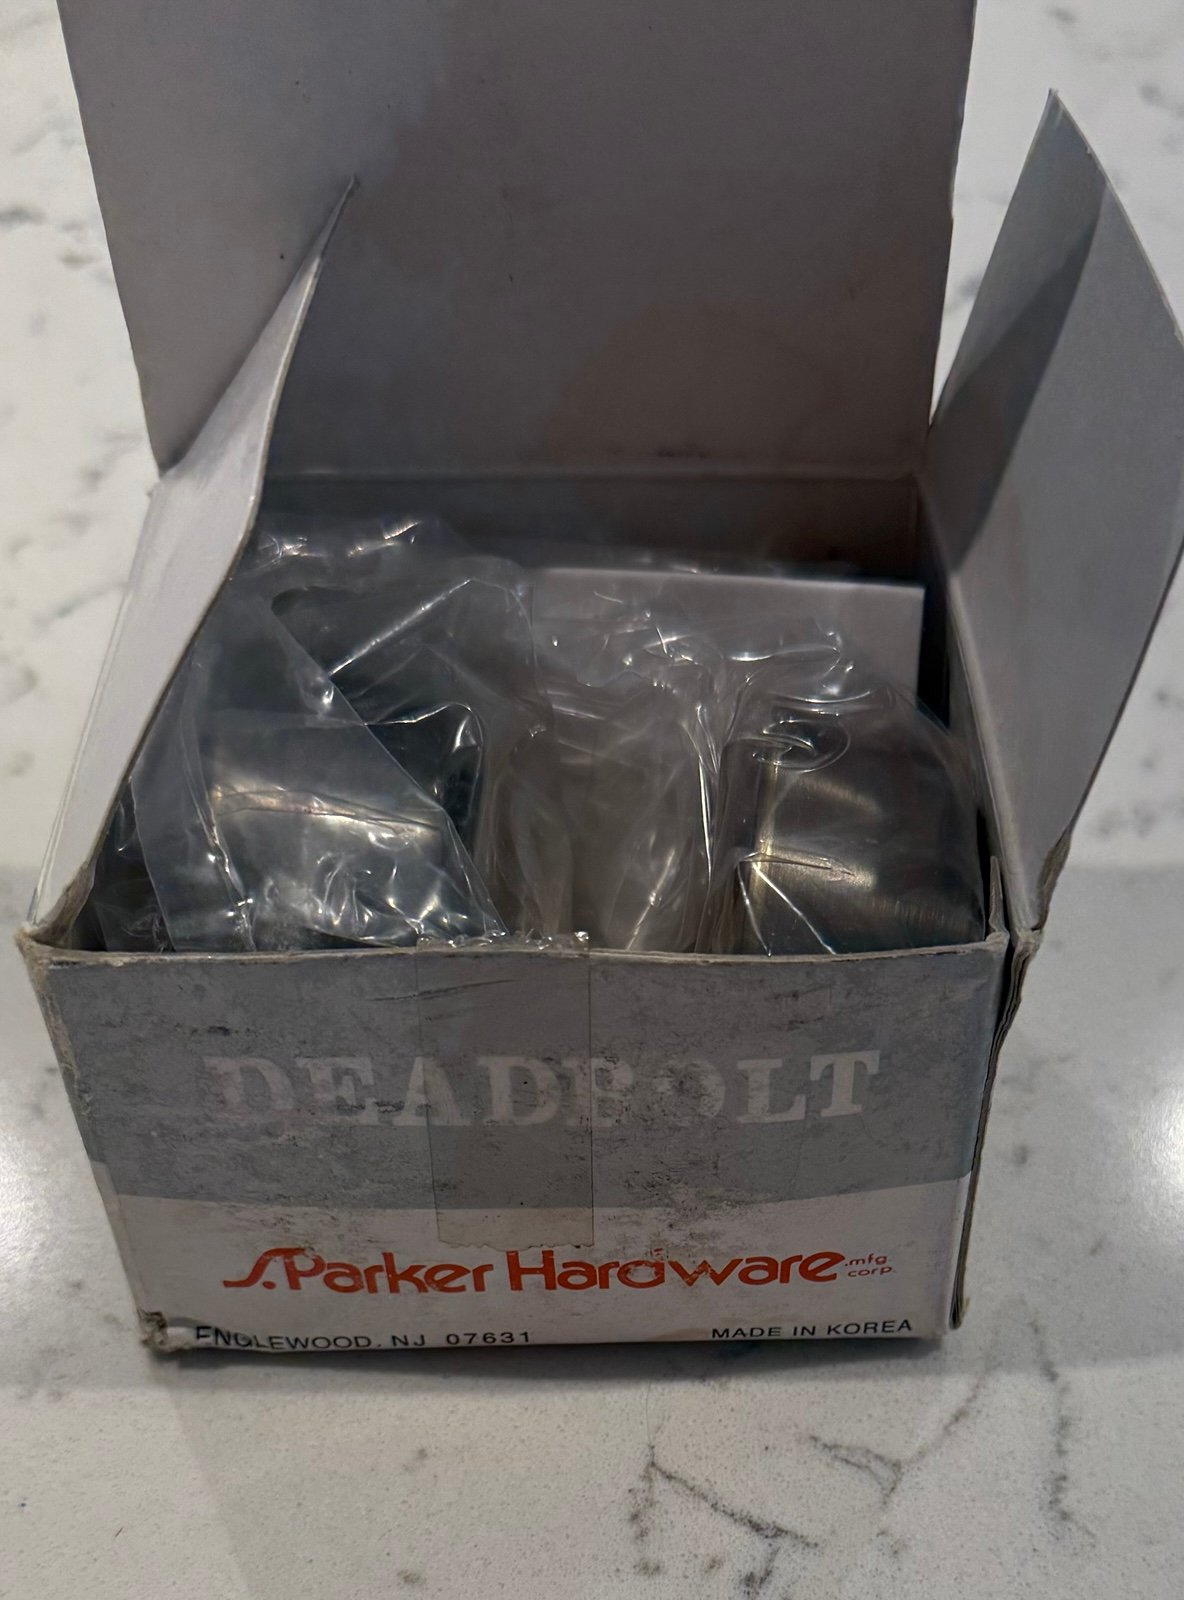 DEADBOLT
S. Parker Hardware mfg corp.
ENGLEWOOD, NJ 07631
MADE IN KOREA